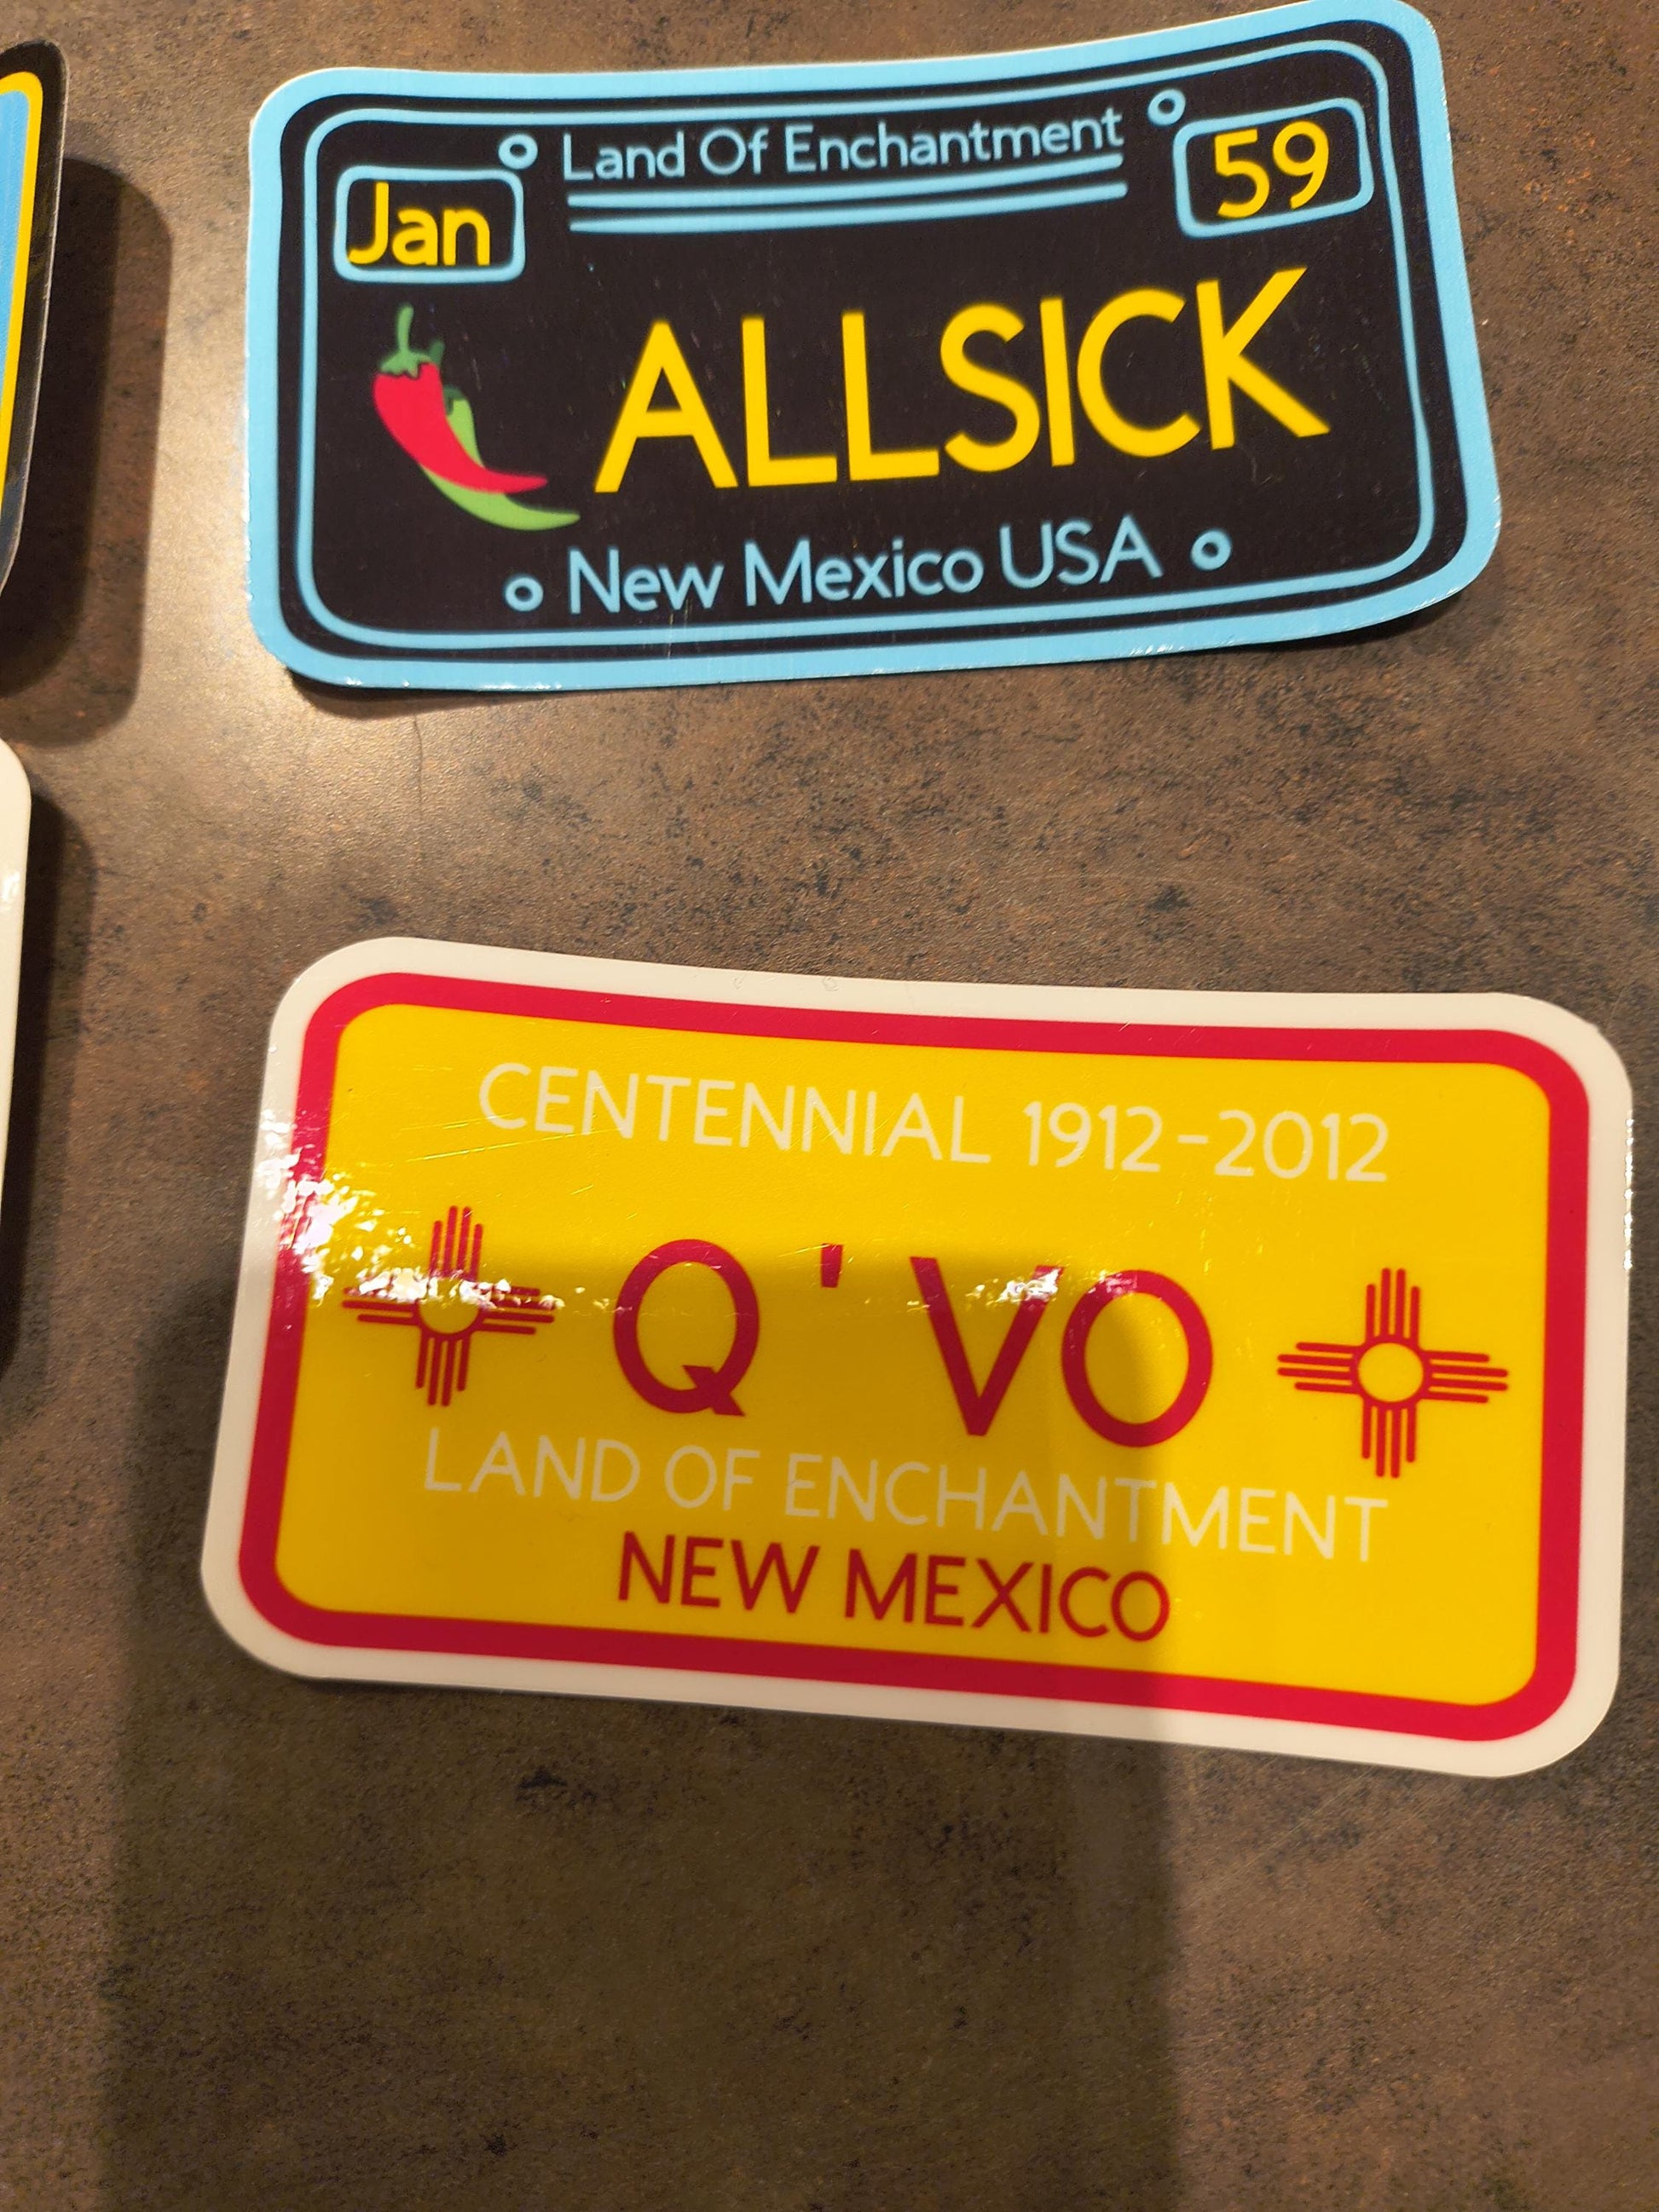 Land Of Enchantment
Jan
59
ALLSICK
New Mexico USA
CENTENNIAL 1912-2012
Q'VO
LAND OF ENCHANTMENT
NEW MEXICO